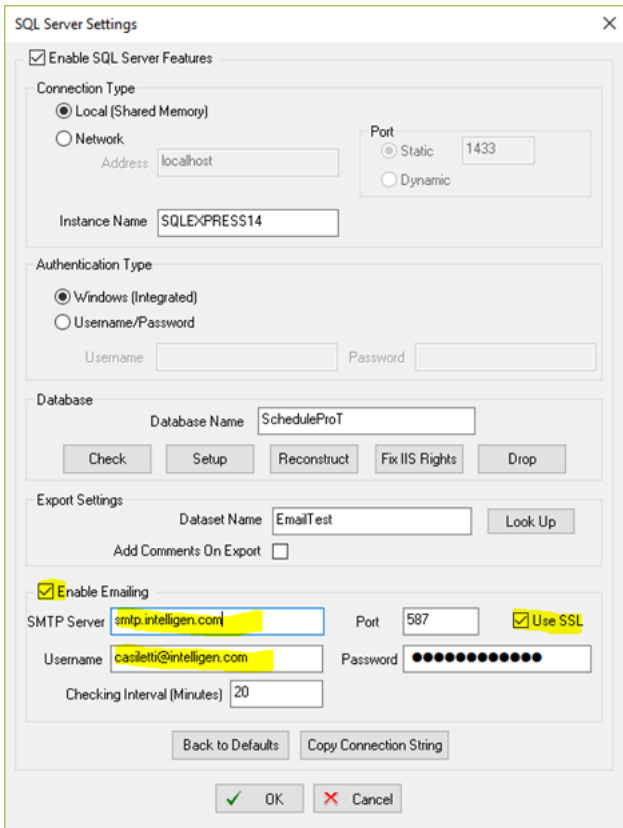 SQL Server Settings
Enable SQL Server Features
Connection Type
Local (Shared Memory)
Network
Address localhost
Port
Static 1433
Dynamic
Instance Name SQLEXPRESS14
Authentication Type
Windows (Integrated)
Username/Password
Username Password
Database
Database Name ScheduleProT
Check Setup Reconstruct Fix IIS Rights Drop
Export Settings
Dataset Name EmailTest Look Up
Add Comments On Export
Enable Emailing
SMTP Server smtp.intelligen.com Port 587 Use SSL
Username casiletti@intelligen.com Password ●●●●●●●●●●●●
Checking Interval (Minutes) 20
Back to Defaults Copy Connection String
OK Cancel